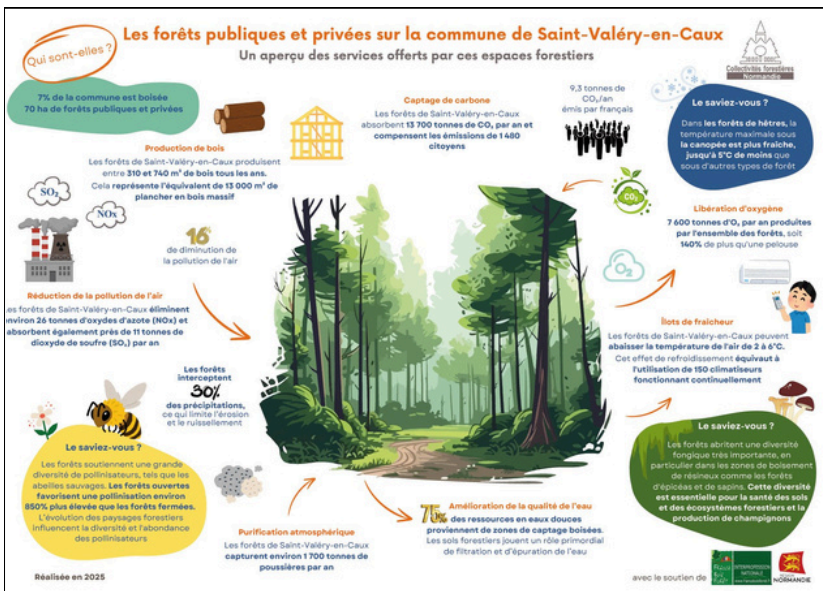 Les forêts publiques et privées sur la commune de Saint-Valéry-en-Caux
Un aperçu des services offerts par ces espaces forestiers
Qui sont-elles ?
7% de la commune est boisée
70 ha de forêts publiques et privées
Collectivités forestières
Normandie
Production de bois
Les forêts de Saint-Valéry-en-Caux produisent
entre 310 et 740 m³ de bois tous les ans.
Cela représente l'équivalent de 13 000 m² de
plancher en bois massif
Captage de carbone
Les forêts de Saint-Valéry-en-Caux
absorbent 13 700 tonnes de CO₂ par an et
compensent les émissions de 1 480
citoyens
9,3 tonnes de
CO₂/an
émis par français
Le saviez-vous ?
Dans les forêts de hêtres, la
température maximale sous
la canopée est plus fraîche,
jusqu'à 5°C de moins que
sous d'autres types de forêt
SO₂
NOx
16%
de diminution de
la pollution de l'air
CO₂
Libération d'oxygène
7 600 tonnes d'O₂ par an produites
par l'ensemble des forêts, soit
140% de plus qu'une pelouse
O₂
Réduction de la pollution de l'air
Les forêts de Saint-Valéry-en-Caux éliminent
environ 26 tonnes d'oxydes d'azote (NOx) et
absorbent également près de 11 tonnes de
dioxyde de soufre (SO₂) par an
Îlots de fraîcheur
Les forêts de Saint-Valéry-en-Caux peuvent
abaisser la température de l'air de 2 à 6°C.
Cet effet de refroidissement équivaut à
l'utilisation de 150 climatiseurs
fonctionnant continuellement
Les forêts
interceptent
30%
des précipitations,
ce qui limite l'érosion
et le ruissellement
Le saviez-vous ?
Les forêts soutiennent une grande
diversité de pollinisateurs, tels que les
abeilles sauvages. Les forêts ouvertes
favorisent une pollinisation environ
850% plus élevée que les forêts fermées.
L'évolution des paysages forestiers
influencent la diversité et l'abondance
des pollinisateurs
Le saviez-vous ?
Les forêts abritent une diversité
fongique très importante, en
particulier dans les zones de boisement
de résineux comme les forêts
d'épicéas et de sapins. Cette diversité
est essentielle pour la santé des sols
et des écosystèmes forestiers et la
production de champignons
Purification atmosphérique
Les forêts de Saint-Valéry-en-Caux
capturent environ 1 700 tonnes de
poussières par an
Amélioration de la qualité de l'eau
75% des ressources en eaux douces
proviennent de zones de captage boisées.
Les sols forestiers jouent un rôle primordial
de filtration et d'épuration de l'eau
Réalisée en 2025
avec le soutien de
INTERPROFESSION
NATIONALE
NORMANDIE